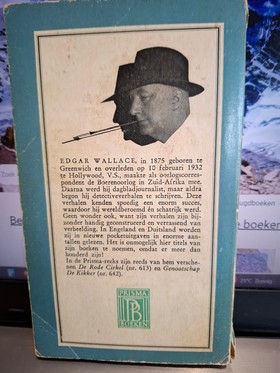 EDGAR WALLACE, in 1875 geboren te
Greenwich en overleden op 10 februari 1932
te Hollywood, V.S., maakte als oorlogscorres-
pondent de Boerenoorlog in Zuid-Afrika mee.
Daarna werd hij dagbladjournalist, maar aldra
begon hij detectiveverhalen te schrijven. Deze
verhalen kenden spoedig een enorm succes,
waardoor hij wereldberoemd én schatrijk werd.
Geen wonder ook, want zijn verhalen zijn bij-
zonder handig geconstrueerd en verrassend van
verbeelding. In Engeland en Duitsland worden
zij in nieuwe pocketuitgaven in enorme aan-
tallen gelezen. Het is onmogelijk hier titels van
zijn boeken te noemen, omdat er meer dan
honderd zijn!
In de Prisma-reeks zijn reeds van hem versche-
nen: De Rode Cirkel (nr. 613) en Genootschap
De Kikker (nr. 642).
PRISMA
PB
BOEKEN